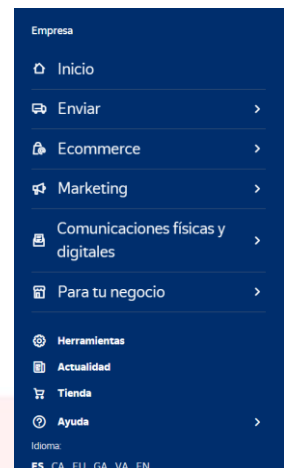 Empresa
Inicio
Enviar
Ecommerce
Marketing
Comunicaciones físicas y
digitales
Para tu negocio
Herramientas
Actualidad
Tienda
Ayuda
Idioma:
ES CA EU GA VA EN